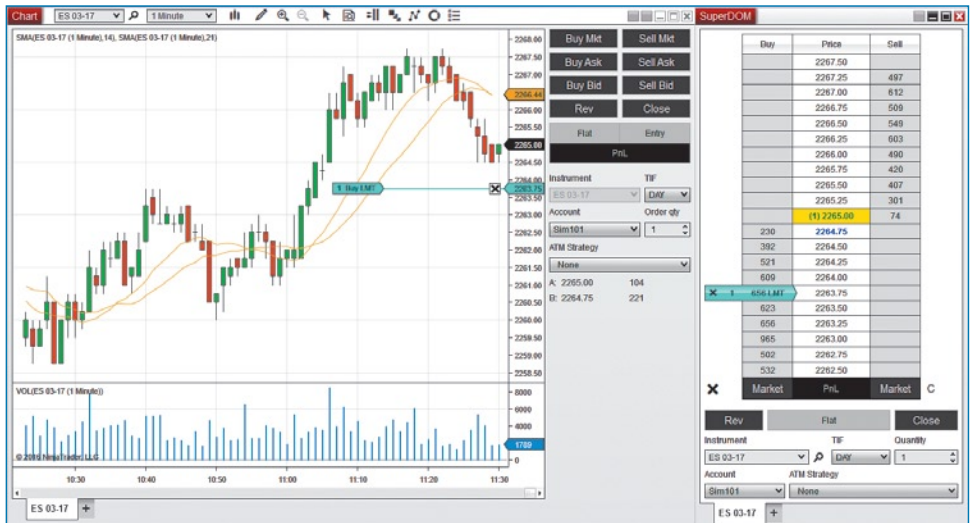 Chart ES 03-17 1 Minute
SMA(ES 03-17 (1 Minute),14), SMA(ES 03-17 (1 Minute),21)
2268.00
2267.50
2267.00
2266.44
2266.00
2265.50
2265.00
2264.50
2264.00
2263.75
1 Buy LMT
2263.00
2262.50
2262.00
2261.50
2261.00
2260.50
2260.00
2259.50
2259.00
2258.50
VOL(ES 03-17 (1 Minute))
8000
6000
4000
1789
0
© 2016 NinjaTrader, LLC
10:30 10:40 10:50 11:00 11:10 11:20 11:30
ES 03-17 +
Buy Mkt Sell Mkt
Buy Ask Sell Ask
Buy Bid Sell Bid
Rev Close
Flat Entry
PnL
Instrument TIF
ES 03-17 DAY
Account Order qty
Sim101 1
ATM Strategy
None
A: 2265.00 104
B: 2264.75 221
SuperDOM
Buy Price Sell
2267.50
2267.25 497
2267.00 612
2266.75 509
2266.50 549
2266.25 603
2266.00 490
2265.75 420
2265.50 407
2265.25 301
(1) 2265.00 74
230 2264.75
392 2264.50
521 2264.25
609 2264.00
X 1 656 LMT 2263.75
623 2263.50
656 2263.25
965 2263.00
502 2262.75
532 2262.50
X Market PnL Market C
Rev Flat Close
Instrument TIF Quantity
ES 03-17 DAY 1
Account ATM Strategy
Sim101 None
ES 03-17 +